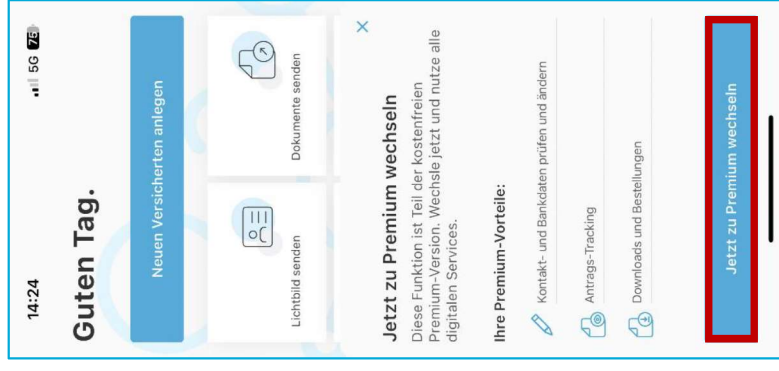 14:24 5G 75
Guten Tag.
Neuen Versicherten anlegen
Lichtbild senden
Dokumente senden
Jetzt zu Premium wechseln
Diese Funktion ist Teil der kostenfreien
Premium-Version. Wechsle jetzt und nutze alle
digitalen Services.
Ihre Premium-Vorteile:
Kontakt- und Bankdaten prüfen und ändern
Antrags-Tracking
Downloads und Bestellungen
Jetzt zu Premium wechseln